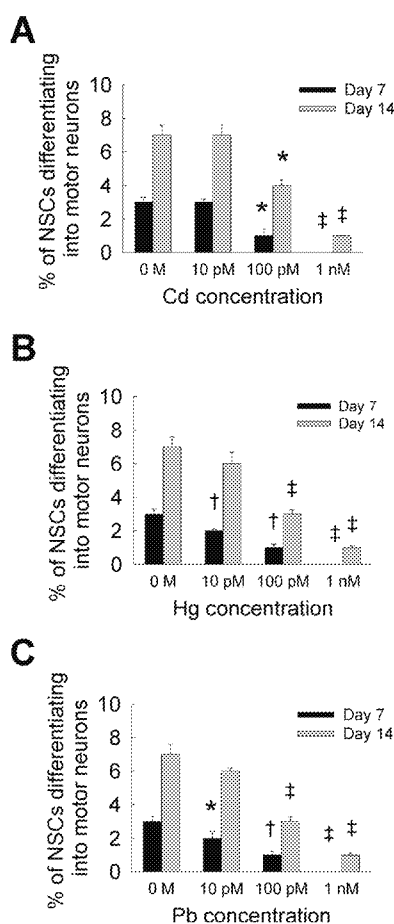 A
% of NSCs differentiating
into motor neurons
10
8
6
4
2
0
Day 7
Day 14
*
*
‡
‡
0 M 10 pM 100 pM 1 nM
Cd concentration
B
% of NSCs differentiating
into motor neurons
10
8
6
4
2
0
Day 7
Day 14
†
†
‡
‡
‡
0 M 10 pM 100 pM 1 nM
Hg concentration
C
% of NSCs differentiating
into motor neurons
10
8
6
4
2
0
Day 7
Day 14
*
†
‡
‡
‡
0 M 10 pM 100 pM 1 nM
Pb concentration